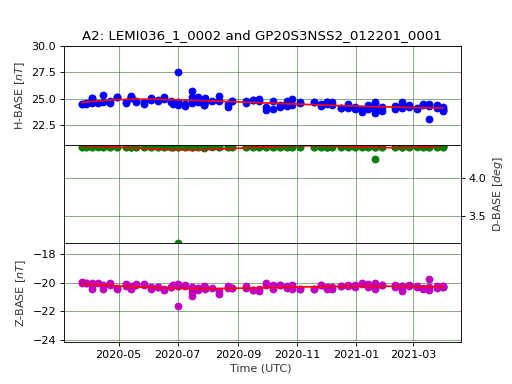 A2: LEMI036_1_0002 and GP20S3NSS2_012201_0001
H-BASE [nT]
30.0
27.5
25.0
22.5
D-BASE [deg]
4.0
3.5
Z-BASE [nT]
−18
−20
−22
−24
2020-05 2020-07 2020-09 2020-11 2021-01 2021-03
Time (UTC)